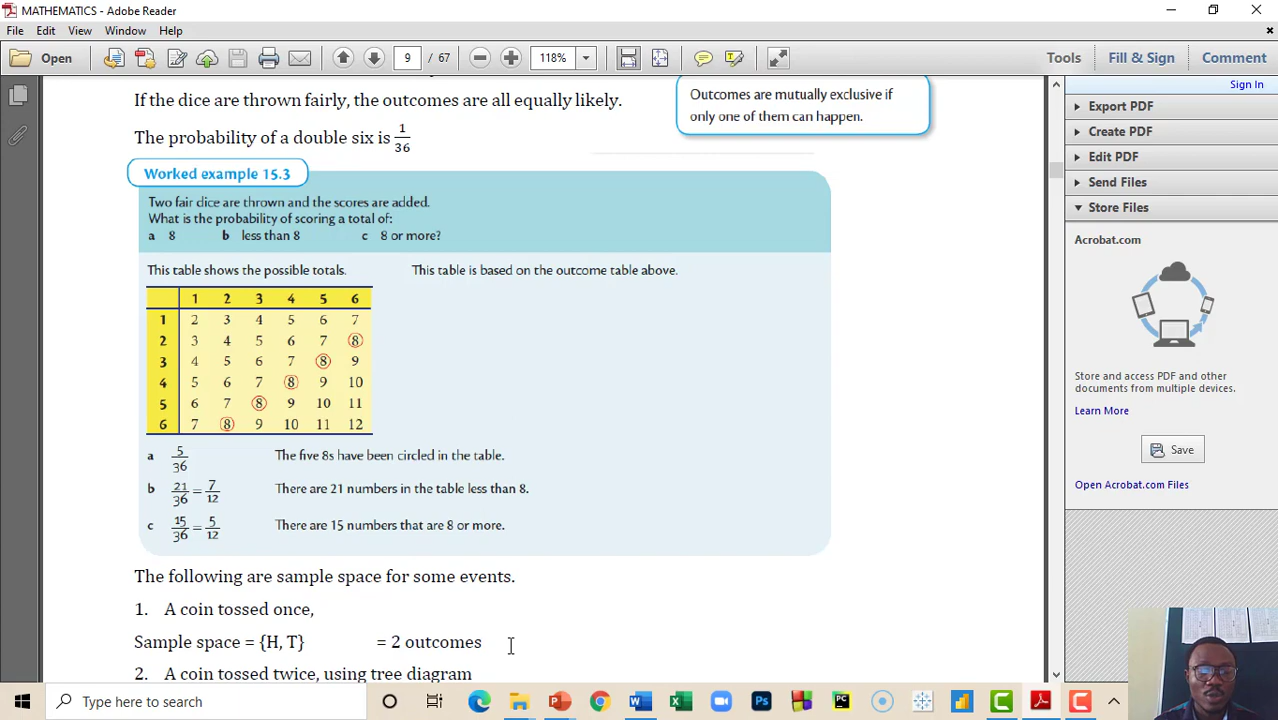 MATHEMATICS - Adobe Reader
File Edit View Window Help
Open 9 / 67 118% Tools Fill & Sign Comment
Sign In
If the dice are thrown fairly, the outcomes are all equally likely.
Outcomes are mutually exclusive if
only one of them can happen.
The probability of a double six is 1/36
Worked example 15.3
Two fair dice are thrown and the scores are added.
What is the probability of scoring a total of:
a 8 b less than 8 c 8 or more?
This table shows the possible totals. This table is based on the outcome table above.
1 2 3 4 5 6
1 2 3 4 5 6 7
2 3 4 5 6 7 8
3 4 5 6 7 8 9
4 5 6 7 8 9 10
5 6 7 8 9 10 11
6 7 8 9 10 11 12
a 5/36 The five 8s have been circled in the table.
b 21/36 = 7/12 There are 21 numbers in the table less than 8.
c 15/36 = 5/12 There are 15 numbers that are 8 or more.
The following are sample space for some events.
1. A coin tossed once,
Sample space = {H, T} = 2 outcomes
2. A coin tossed twice, using tree diagram
Export PDF
Create PDF
Edit PDF
Send Files
Store Files
Acrobat.com
Store and access PDF and other
documents from multiple devices.
Learn More
Save
Open Acrobat.com Files
Type here to search